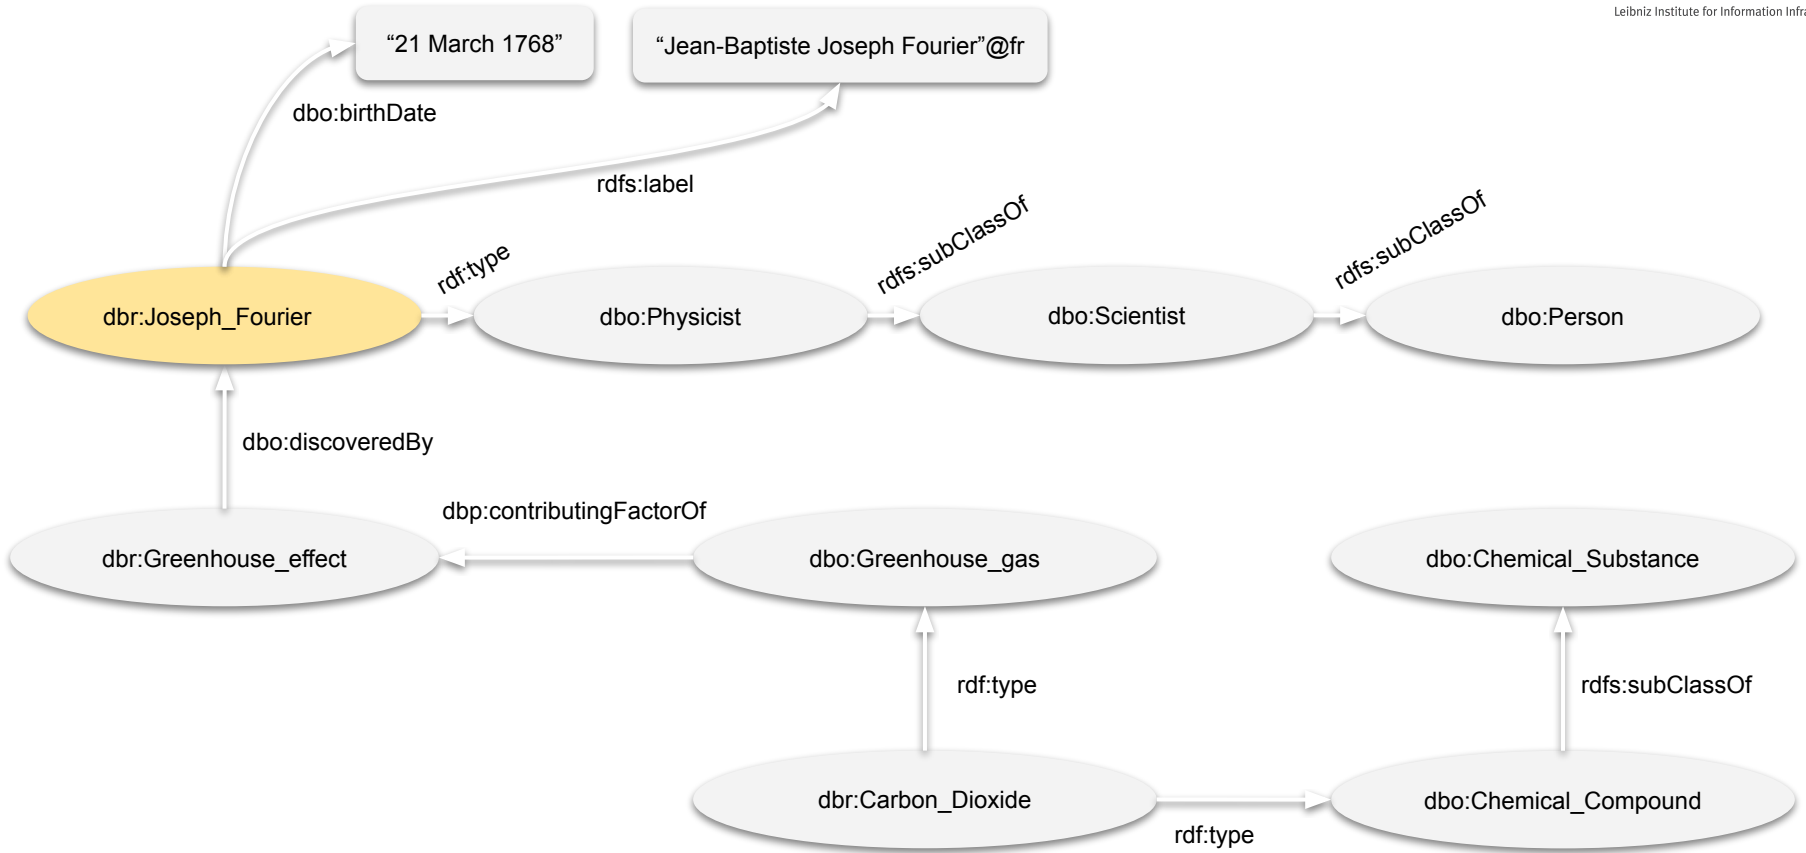 Leibniz Institute for Information Infra
“21 March 1768”
“Jean-Baptiste Joseph Fourier”@fr
dbo:birthDate
rdfs:label
rdf:type
rdfs:subClassOf
rdfs:subClassOf
dbr:Joseph_Fourier
dbo:Physicist
dbo:Scientist
dbo:Person
dbo:discoveredBy
dbp:contributingFactorOf
dbr:Greenhouse_effect
dbo:Greenhouse_gas
dbo:Chemical_Substance
rdf:type
rdfs:subClassOf
dbr:Carbon_Dioxide
dbo:Chemical_Compound
rdf:type